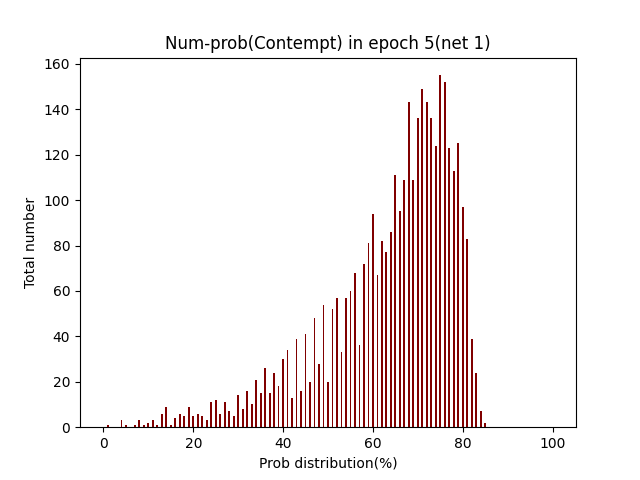 Num-prob(Contempt) in epoch 5(net 1)
160
140
120
100
80
60
40
20
0
Total number
0 20 40 60 80 100
Prob distribution(%)